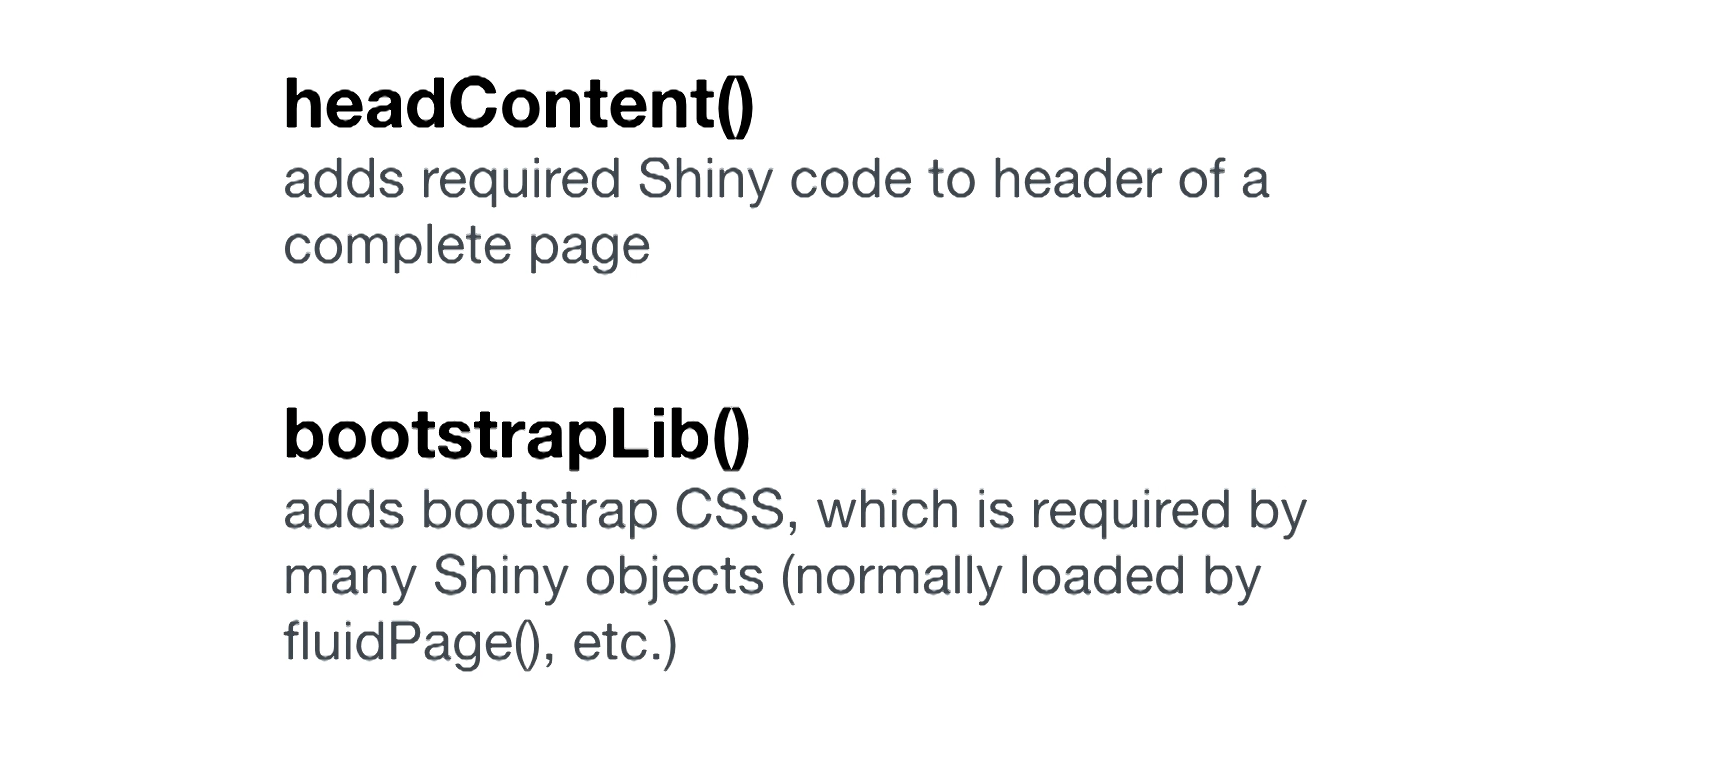 headContent()
adds required Shiny code to header of a
complete page
bootstrapLib()
adds bootstrap CSS, which is required by
many Shiny objects (normally loaded by
fluidPage(), etc.)